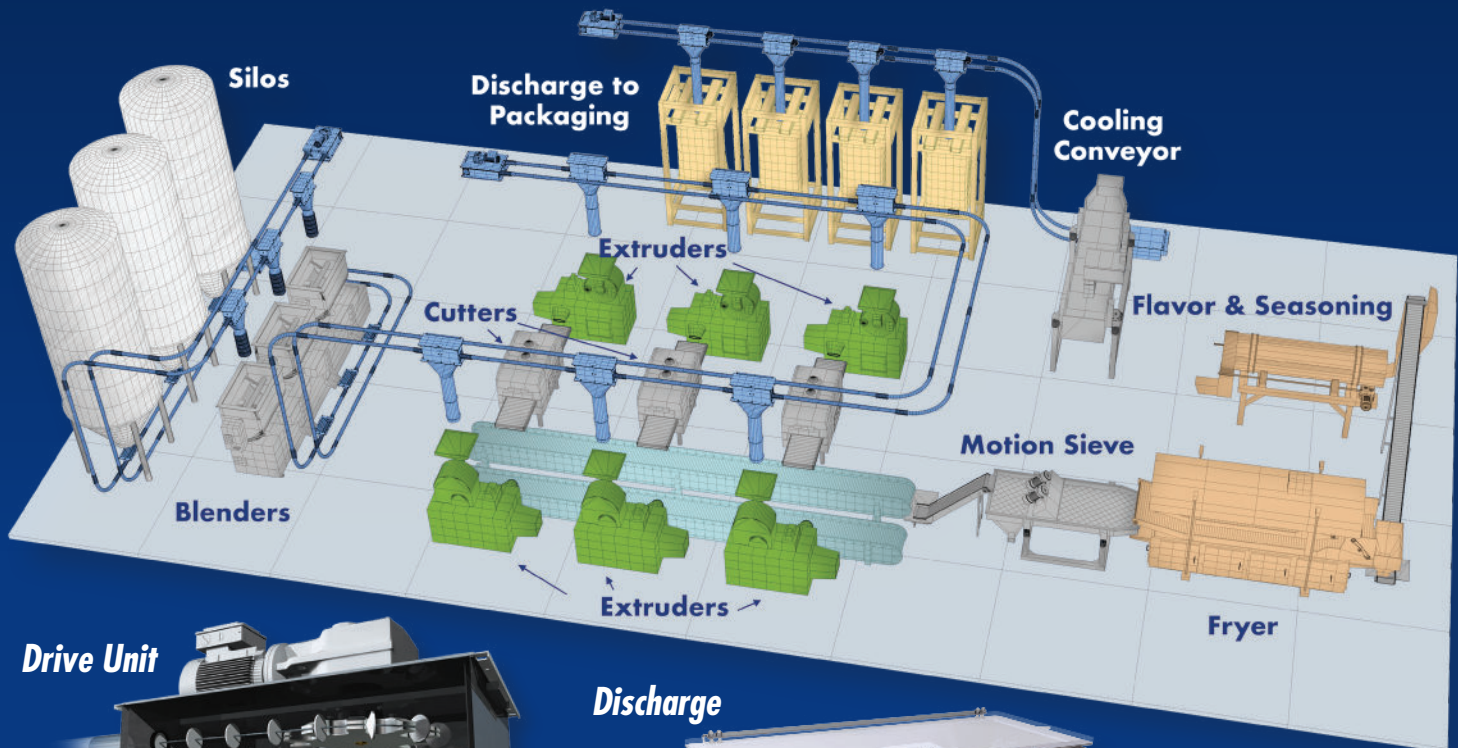 Silos
Discharge to
Packaging
Cooling
Conveyor
Extruders
Cutters
Flavor & Seasoning
Motion Sieve
Blenders
Extruders
Fryer
Drive Unit
Discharge